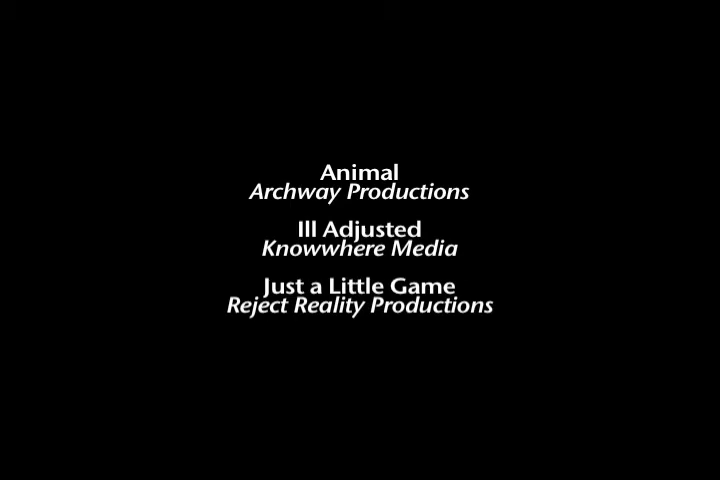 Animal
Archway Productions
Ill Adjusted
Knowwhere Media
Just a Little Game
Reject Reality Productions